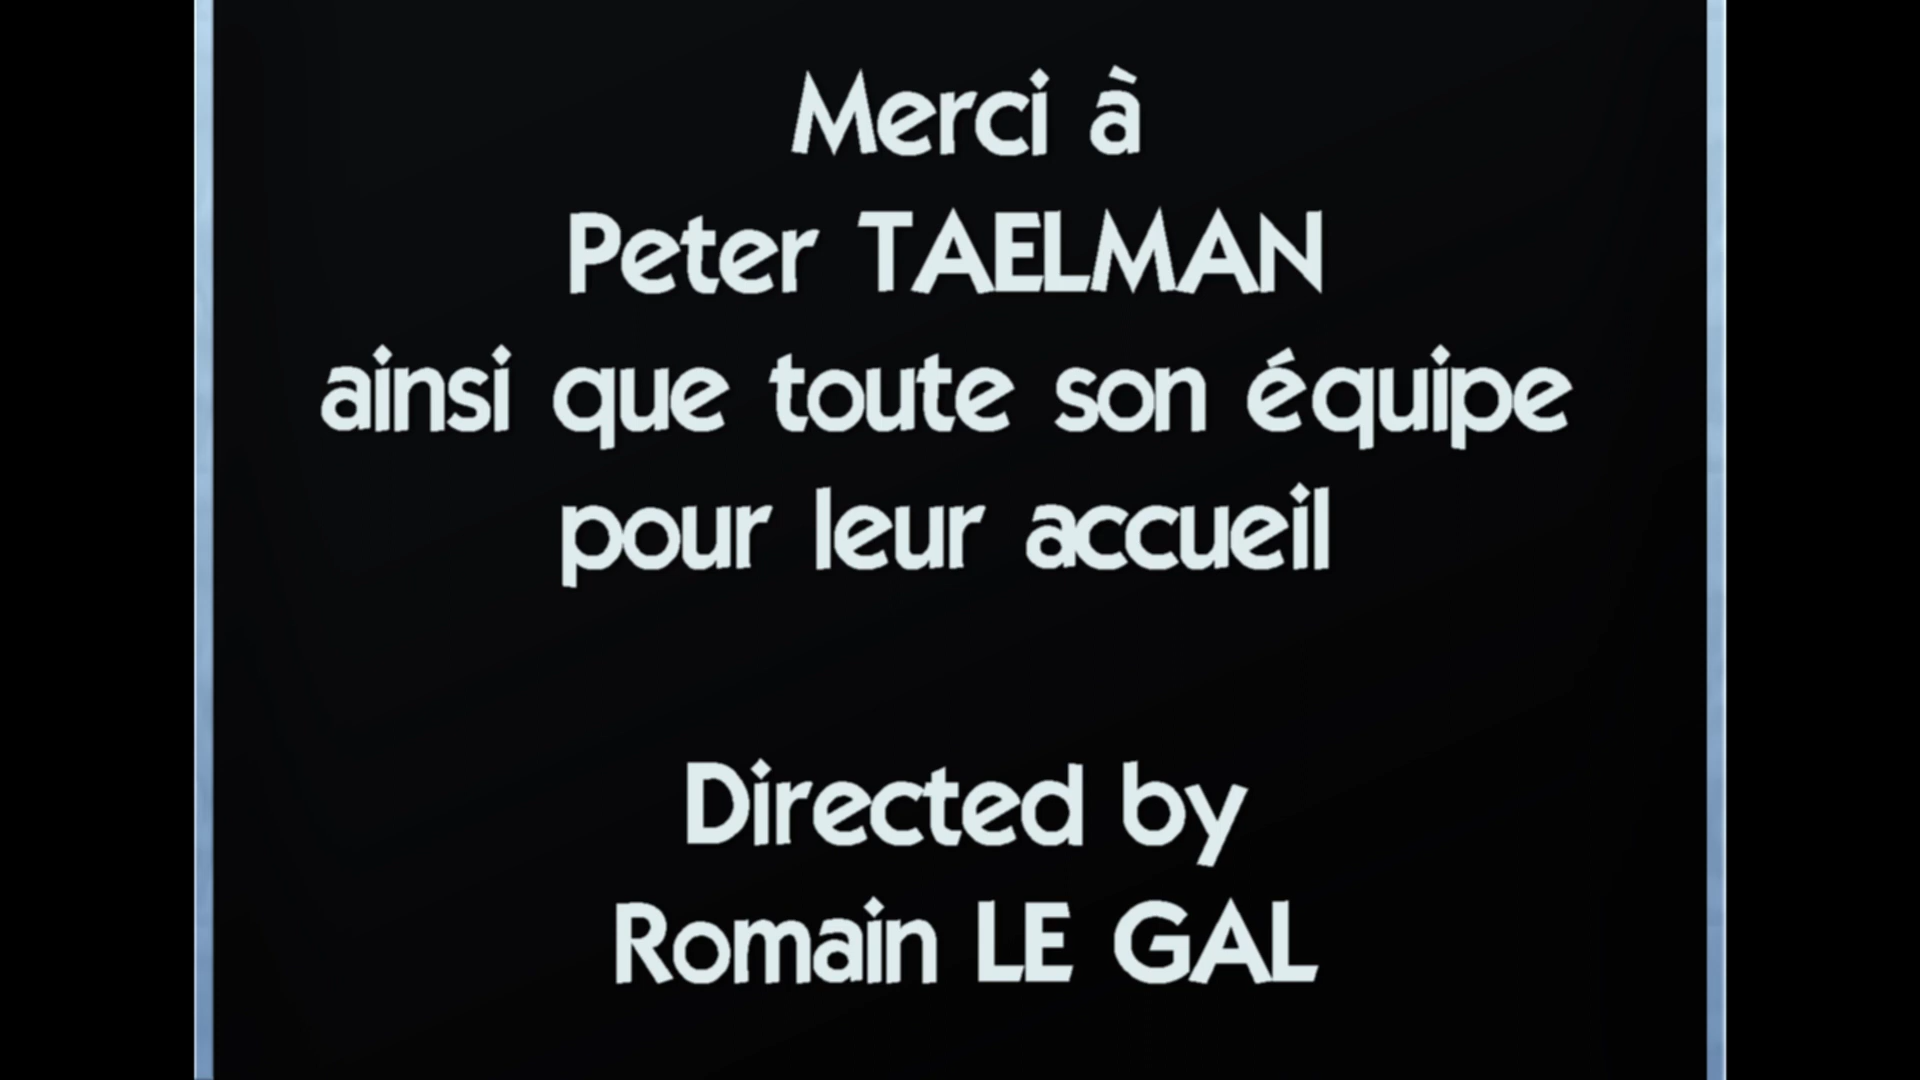 Merci à
Peter TAELMAN
ainsi que toute son équipe
pour leur accueil
Directed by
Romain LE GAL